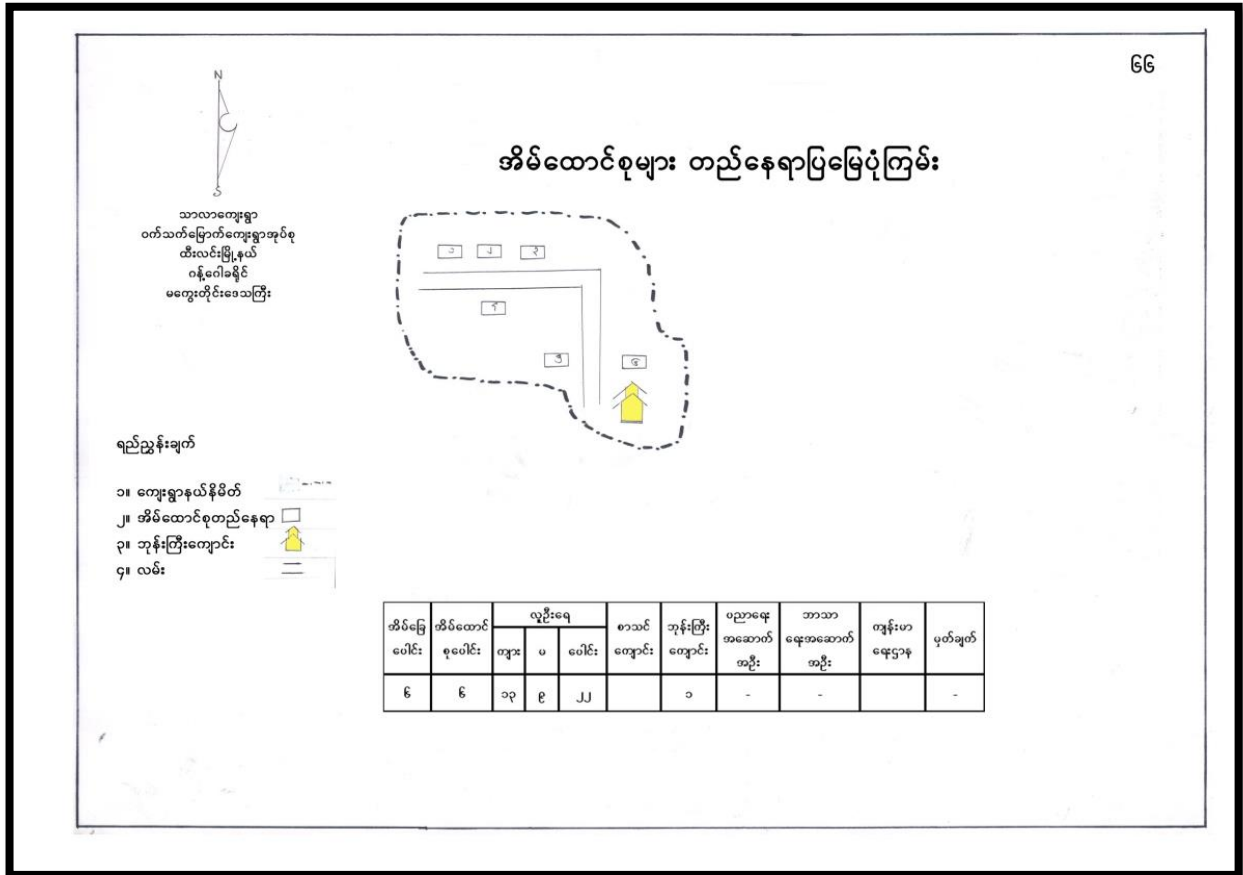 ၆၆
N
S
အိမ်ထောင်စုများ တည်နေရာပြမြေပုံကြမ်း
သာလာကျေးရွာ
ဝက်သက်မြောက်ကျေးရွာအုပ်စု
ထီးလင်းမြို့နယ်
ဂန့်ဂေါခရိုင်
မကွေးတိုင်းဒေသကြီး
၁ ၂ ၃
၄
၅ ၆
ရည်ညွှန်းချက်
၁။ ကျေးရွာနယ်နိမိတ်
၂။ အိမ်ထောင်စုတည်နေရာ
၃။ ဘုန်းကြီးကျောင်း
၄။ လမ်း
အိမ်ခြေ အိမ်ထောင် လူဦးရေ စာသင် ဘုန်းကြီး ပညာရေး ဘာသာ ကျန်းမာ မှတ်ချက်
ပေါင်း စုပေါင်း ကျား မ ပေါင်း ကျောင်း ကျောင်း အဆောက် ရေးအဆောက် ရေးဌာန
အဦး အဦး
၆ ၆ ၁၃ ၉ ၂၂ ၁ - - -